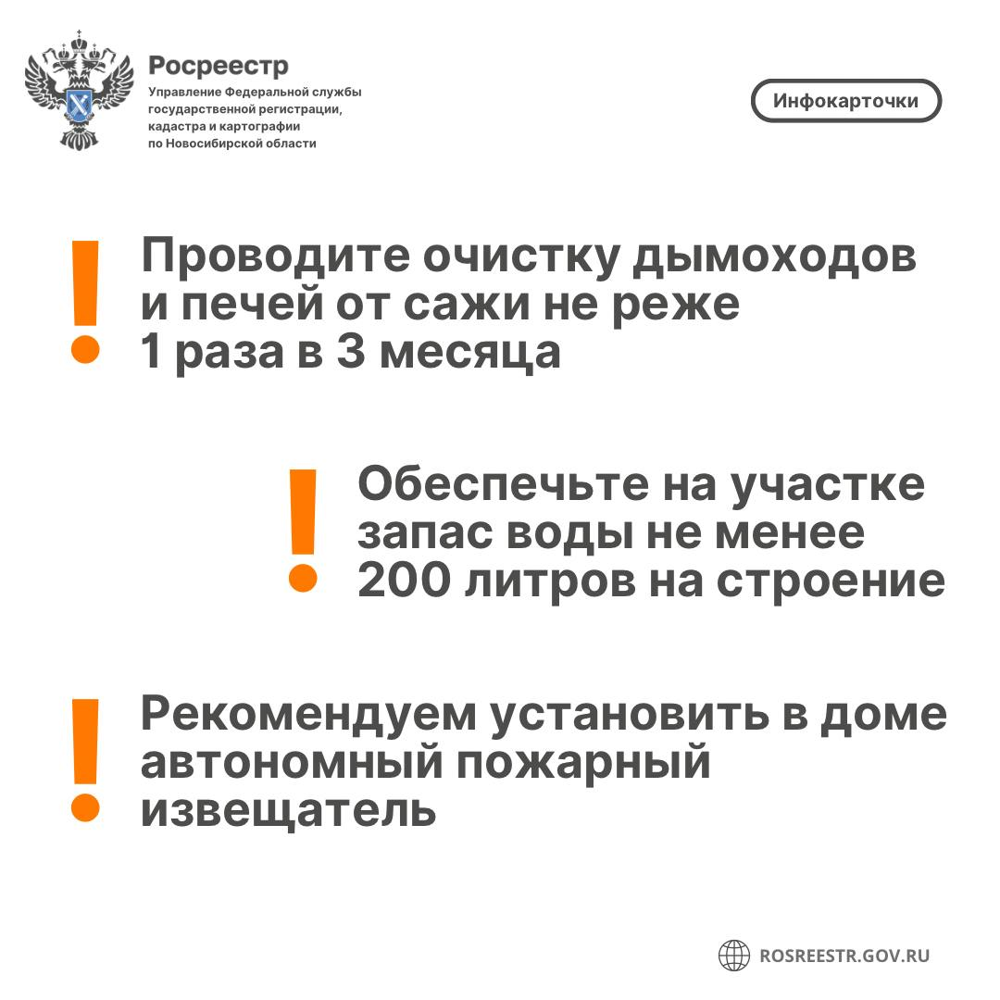 Росреестр
Управление Федеральной службы
государственной регистрации,
кадастра и картографии
по Новосибирской области
Инфокарточки
! Проводите очистку дымоходов
и печей от сажи не реже
1 раза в 3 месяца
! Обеспечьте на участке
запас воды не менее
200 литров на строение
! Рекомендуем установить в доме
автономный пожарный
извещатель
ROSREESTR.GOV.RU